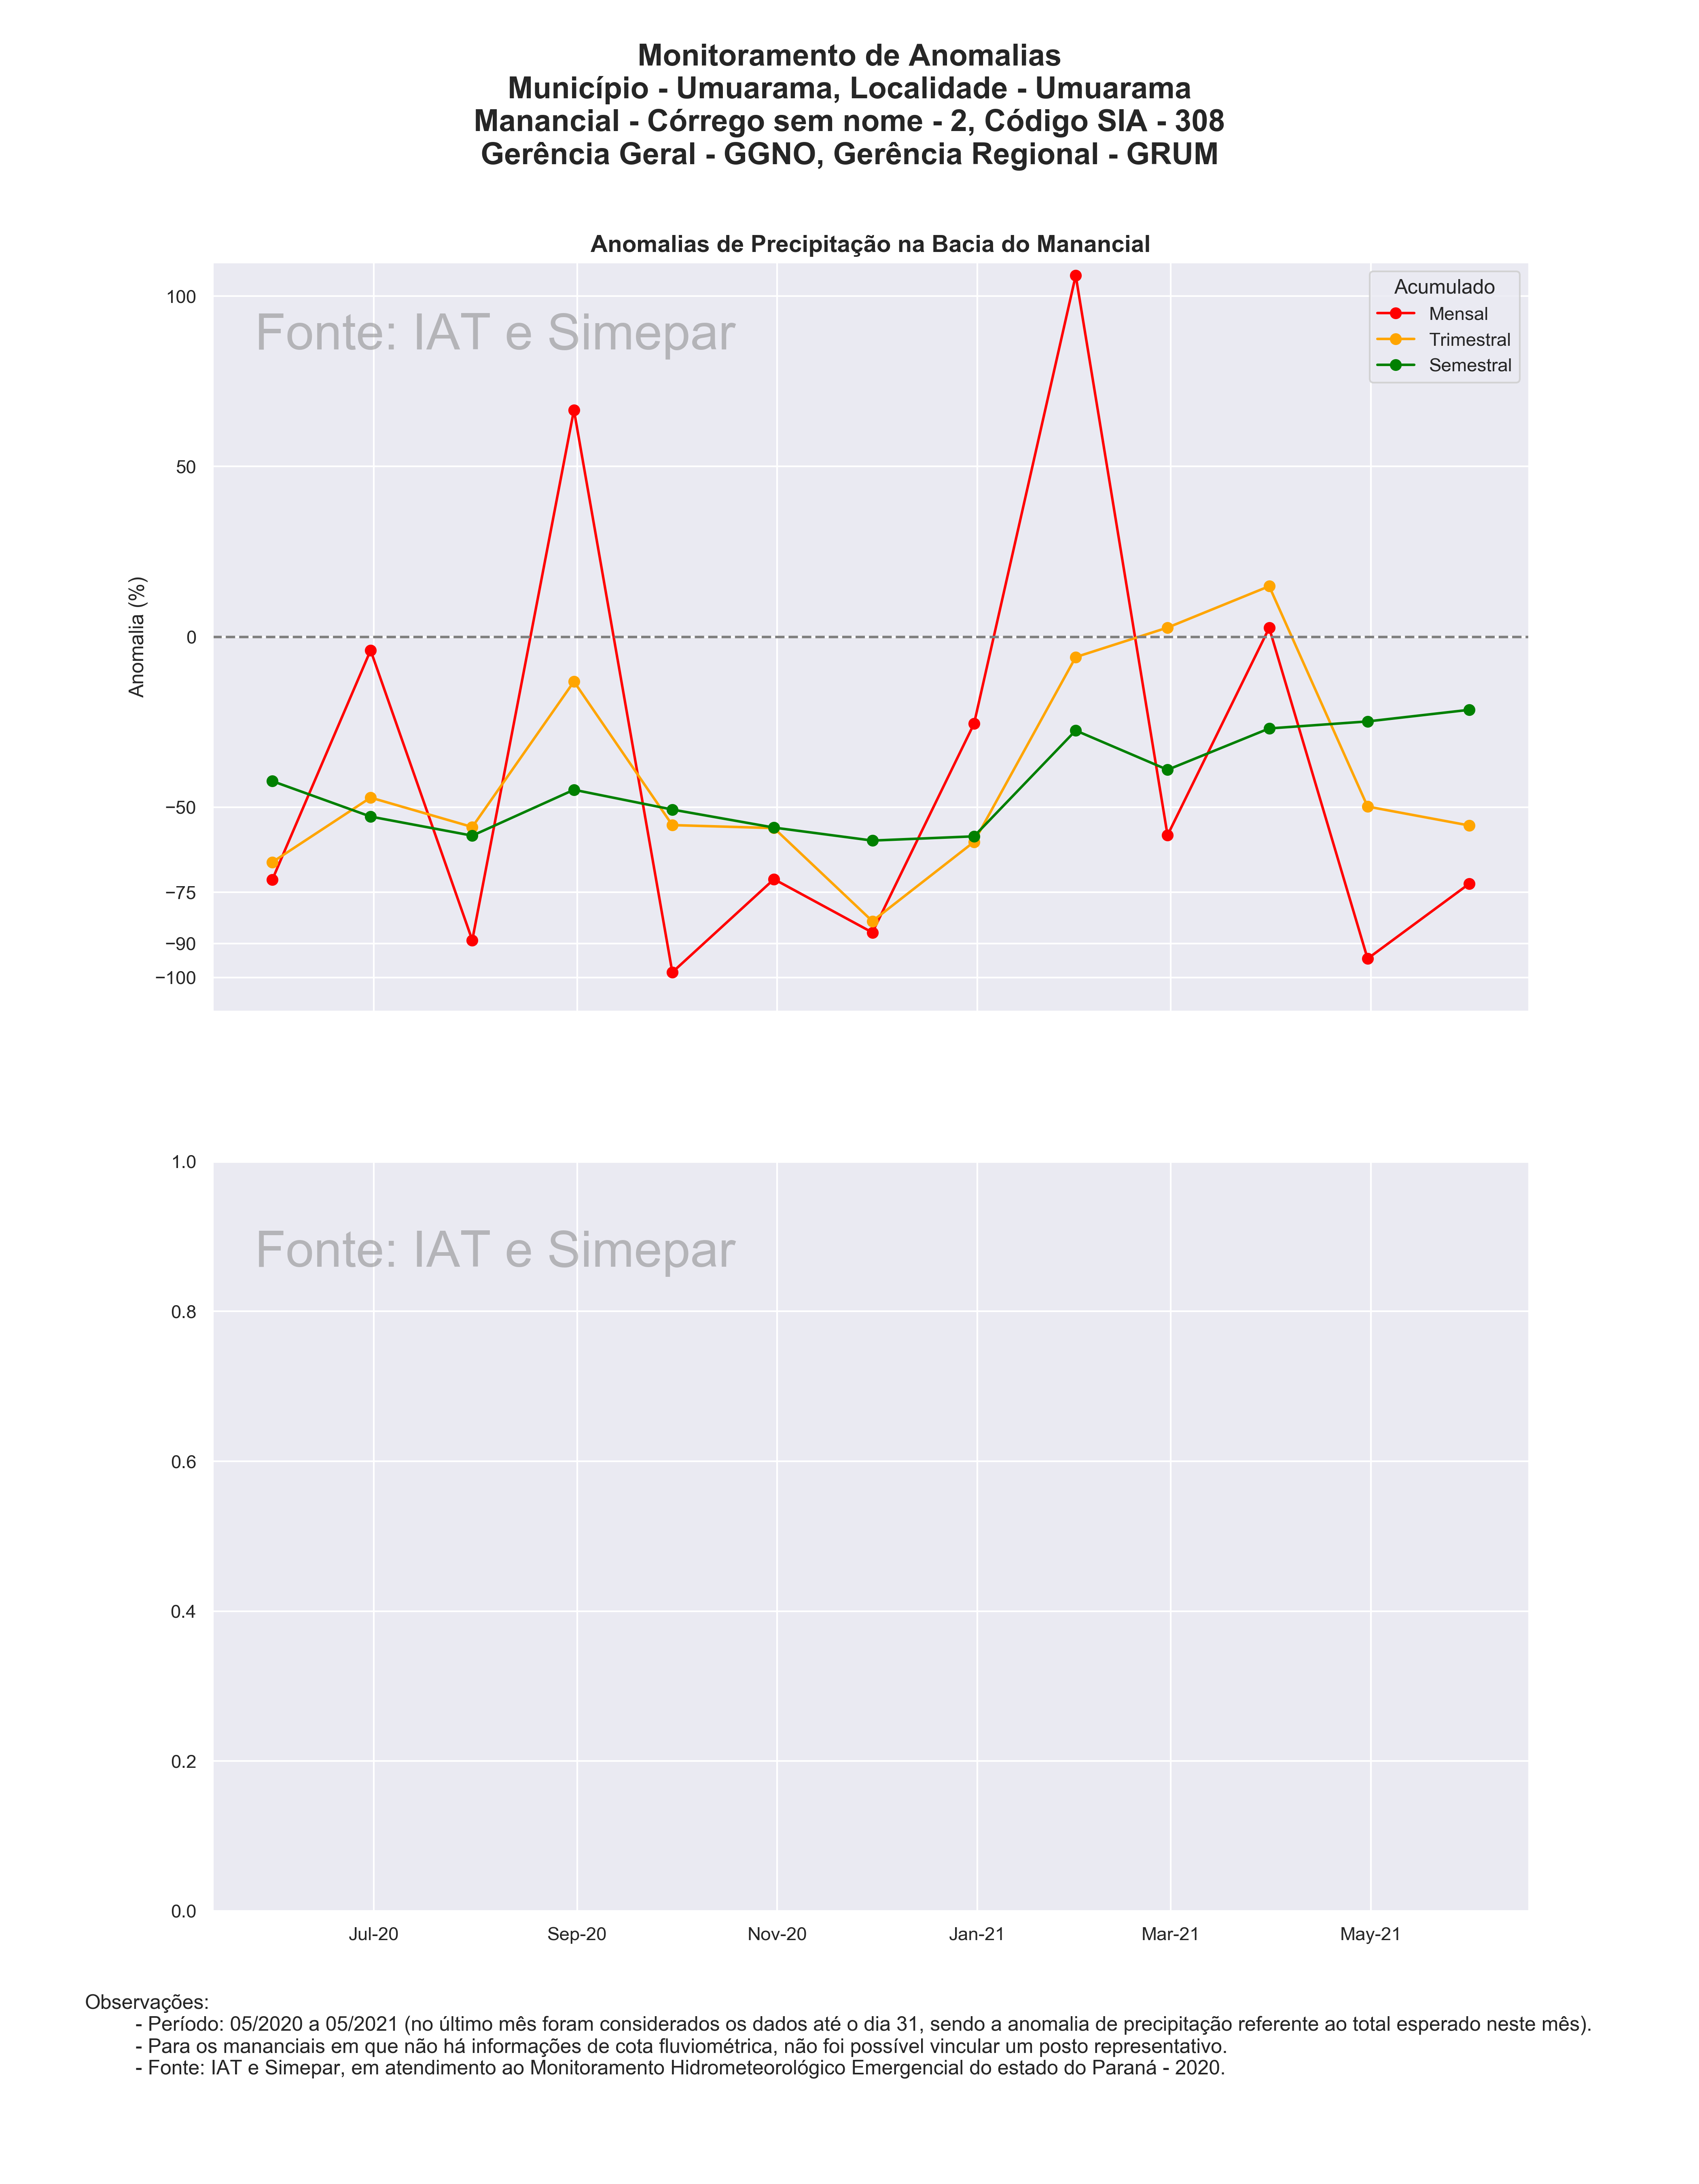 Monitoramento de Anomalias
Município - Umuarama, Localidade - Umuarama
Manancial - Córrego sem nome - 2, Código SIA - 308
Gerência Geral - GGNO, Gerência Regional - GRUM
Anomalias de Precipitação na Bacia do Manancial
Fonte: IAT e Simepar
Acumulado
Mensal
Trimestral
Semestral
Anomalia (%)
100
50
0
−50
−75
−90
−100
Fonte: IAT e Simepar
1.0
0.8
0.6
0.4
0.2
0.0
Jul-20 Sep-20 Nov-20 Jan-21 Mar-21 May-21
Observações:
- Período: 05/2020 a 05/2021 (no último mês foram considerados os dados até o dia 31, sendo a anomalia de precipitação referente ao total esperado neste mês).
- Para os mananciais em que não há informações de cota fluviométrica, não foi possível vincular um posto representativo.
- Fonte: IAT e Simepar, em atendimento ao Monitoramento Hidrometeorológico Emergencial do estado do Paraná - 2020.